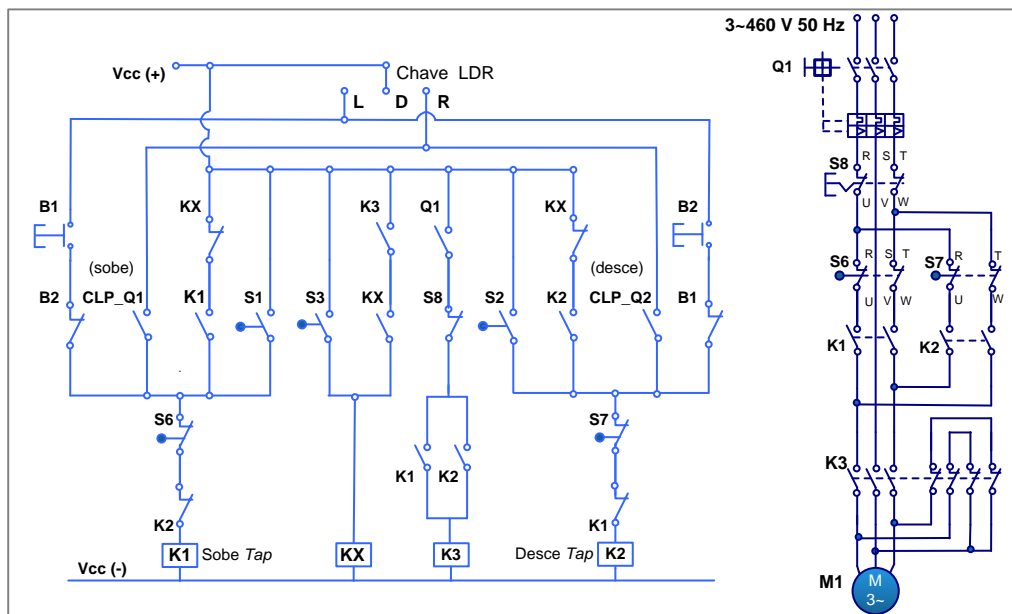 3~460 V 50 Hz
Vcc (+)
Chave LDR
L D R
Q1
S8
R S T
U V W
B1
KX
K3
Q1
KX
B2
(sobe)
(desce)
B2
CLP_Q1
K1
S1
S3
KX
S8
S2
K2
CLP_Q2
B1
S6
R S T
S7
R T
U V W
U W
K1
K2
S6
S7
K1
K2
K3
K2
K1
K1
Sobe Tap
KX
K3
Desce Tap
K2
Vcc (-)
M1
M
3~